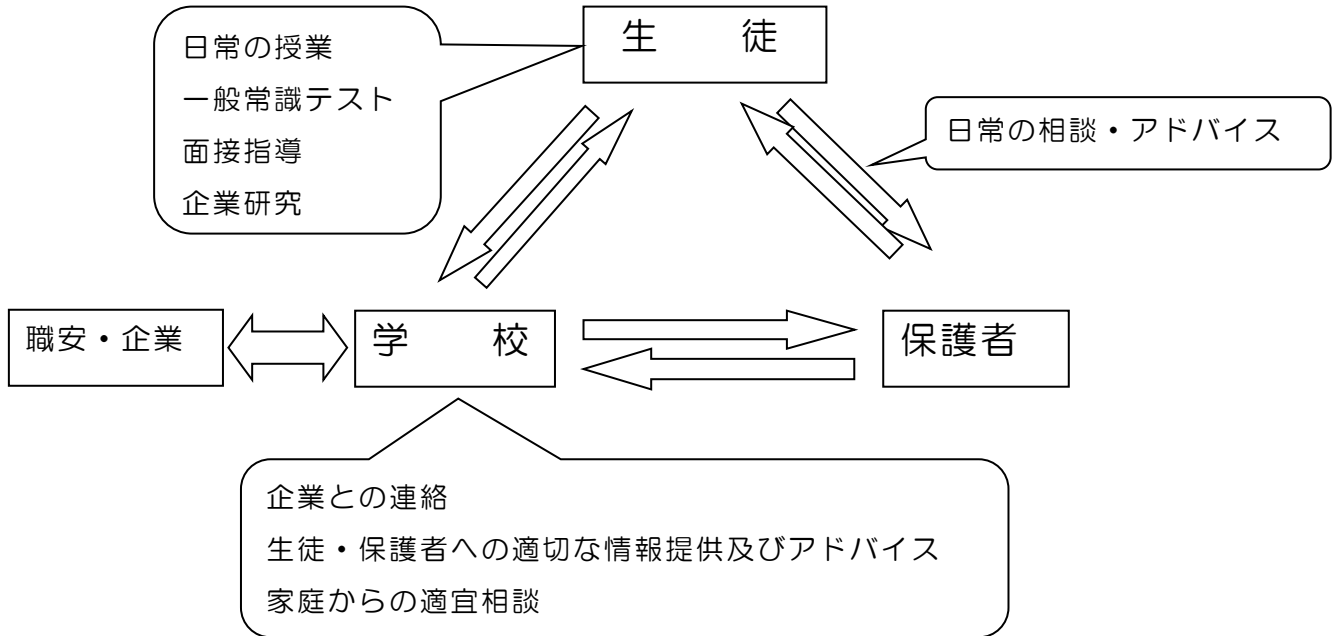 生　徒
日常の授業
一般常識テスト
面接指導
企業研究
日常の相談・アドバイス
職安・企業
学　校
保護者
企業との連絡
生徒・保護者への適切な情報提供及びアドバイス
家庭からの適宜相談